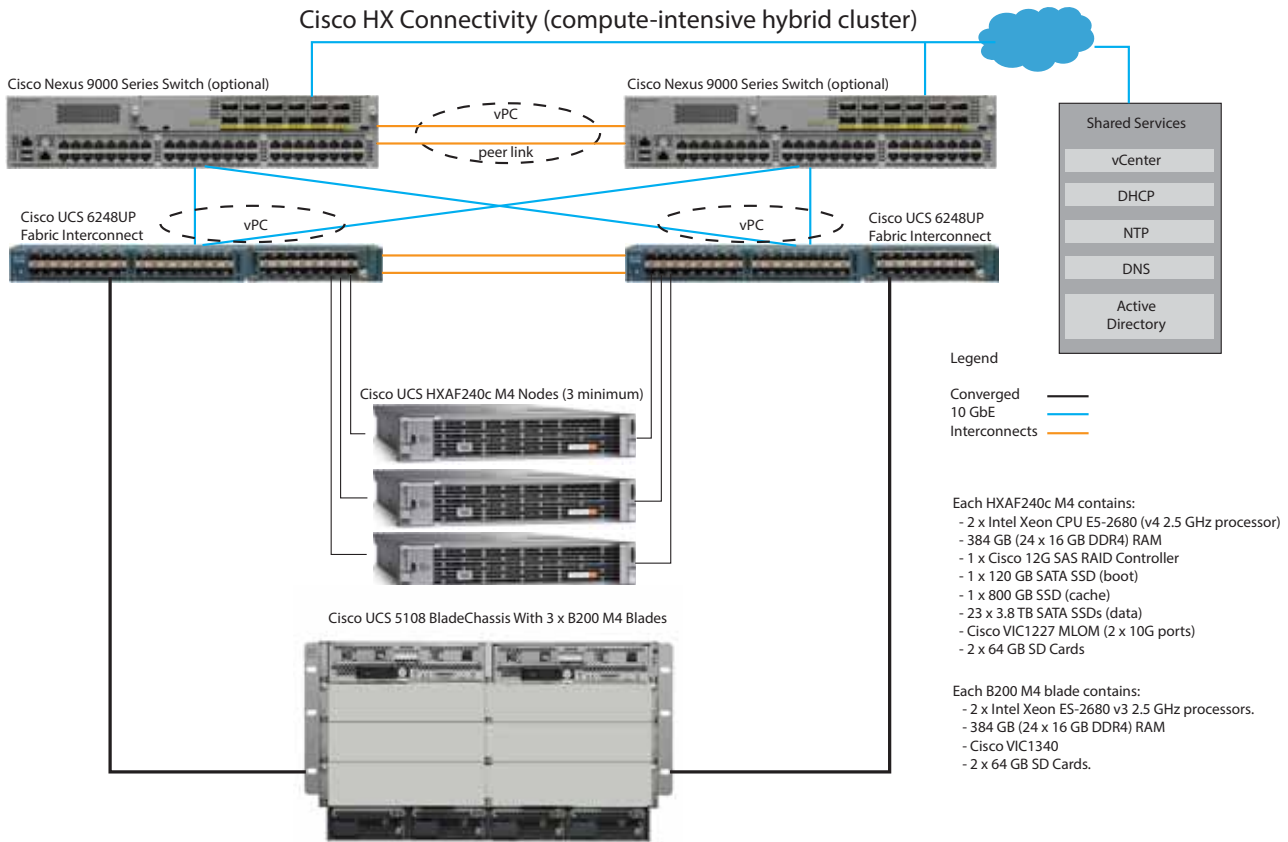 Cisco HX Connectivity (compute-intensive hybrid cluster)
Cisco Nexus 9000 Series Switch (optional)
Cisco Nexus 9000 Series Switch (optional)
vPC
peer link
Shared Services
vCenter
DHCP
NTP
DNS
Active
Directory
Cisco UCS 6248UP
Fabric Interconnect
vPC
vPC
Cisco UCS 6248UP
Fabric Interconnect
Legend
Converged
10 GbE
Interconnects
Cisco UCS HXAF240c M4 Nodes (3 minimum)
Each HXAF240c M4 contains:
- 2 x Intel Xeon CPU E5-2680 (v4 2.5 GHz processor)
- 384 GB (24 x 16 GB DDR4) RAM
- 1 x Cisco 12G SAS RAID Controller
- 1 x 120 GB SATA SSD (boot)
- 1 x 800 GB SSD (cache)
- 23 x 3.8 TB SATA SSDs (data)
- Cisco VIC1227 MLOM (2 x 10G ports)
- 2 x 64 GB SD Cards
Cisco UCS 5108 BladeChassis With 3 x B200 M4 Blades
Each B200 M4 blade contains:
- 2 x Intel Xeon ES-2680 v3 2.5 GHz processors.
- 384 GB (24 x 16 GB DDR4) RAM
- Cisco VIC1340
- 2 x 64 GB SD Cards.